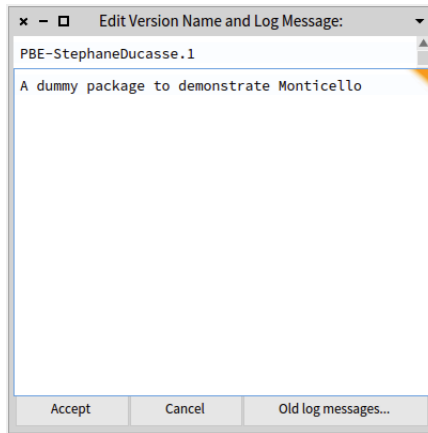 Edit Version Name and Log Message:
PBE-StephaneDucasse.1
A dummy package to demonstrate Monticello
Accept Cancel Old log messages...